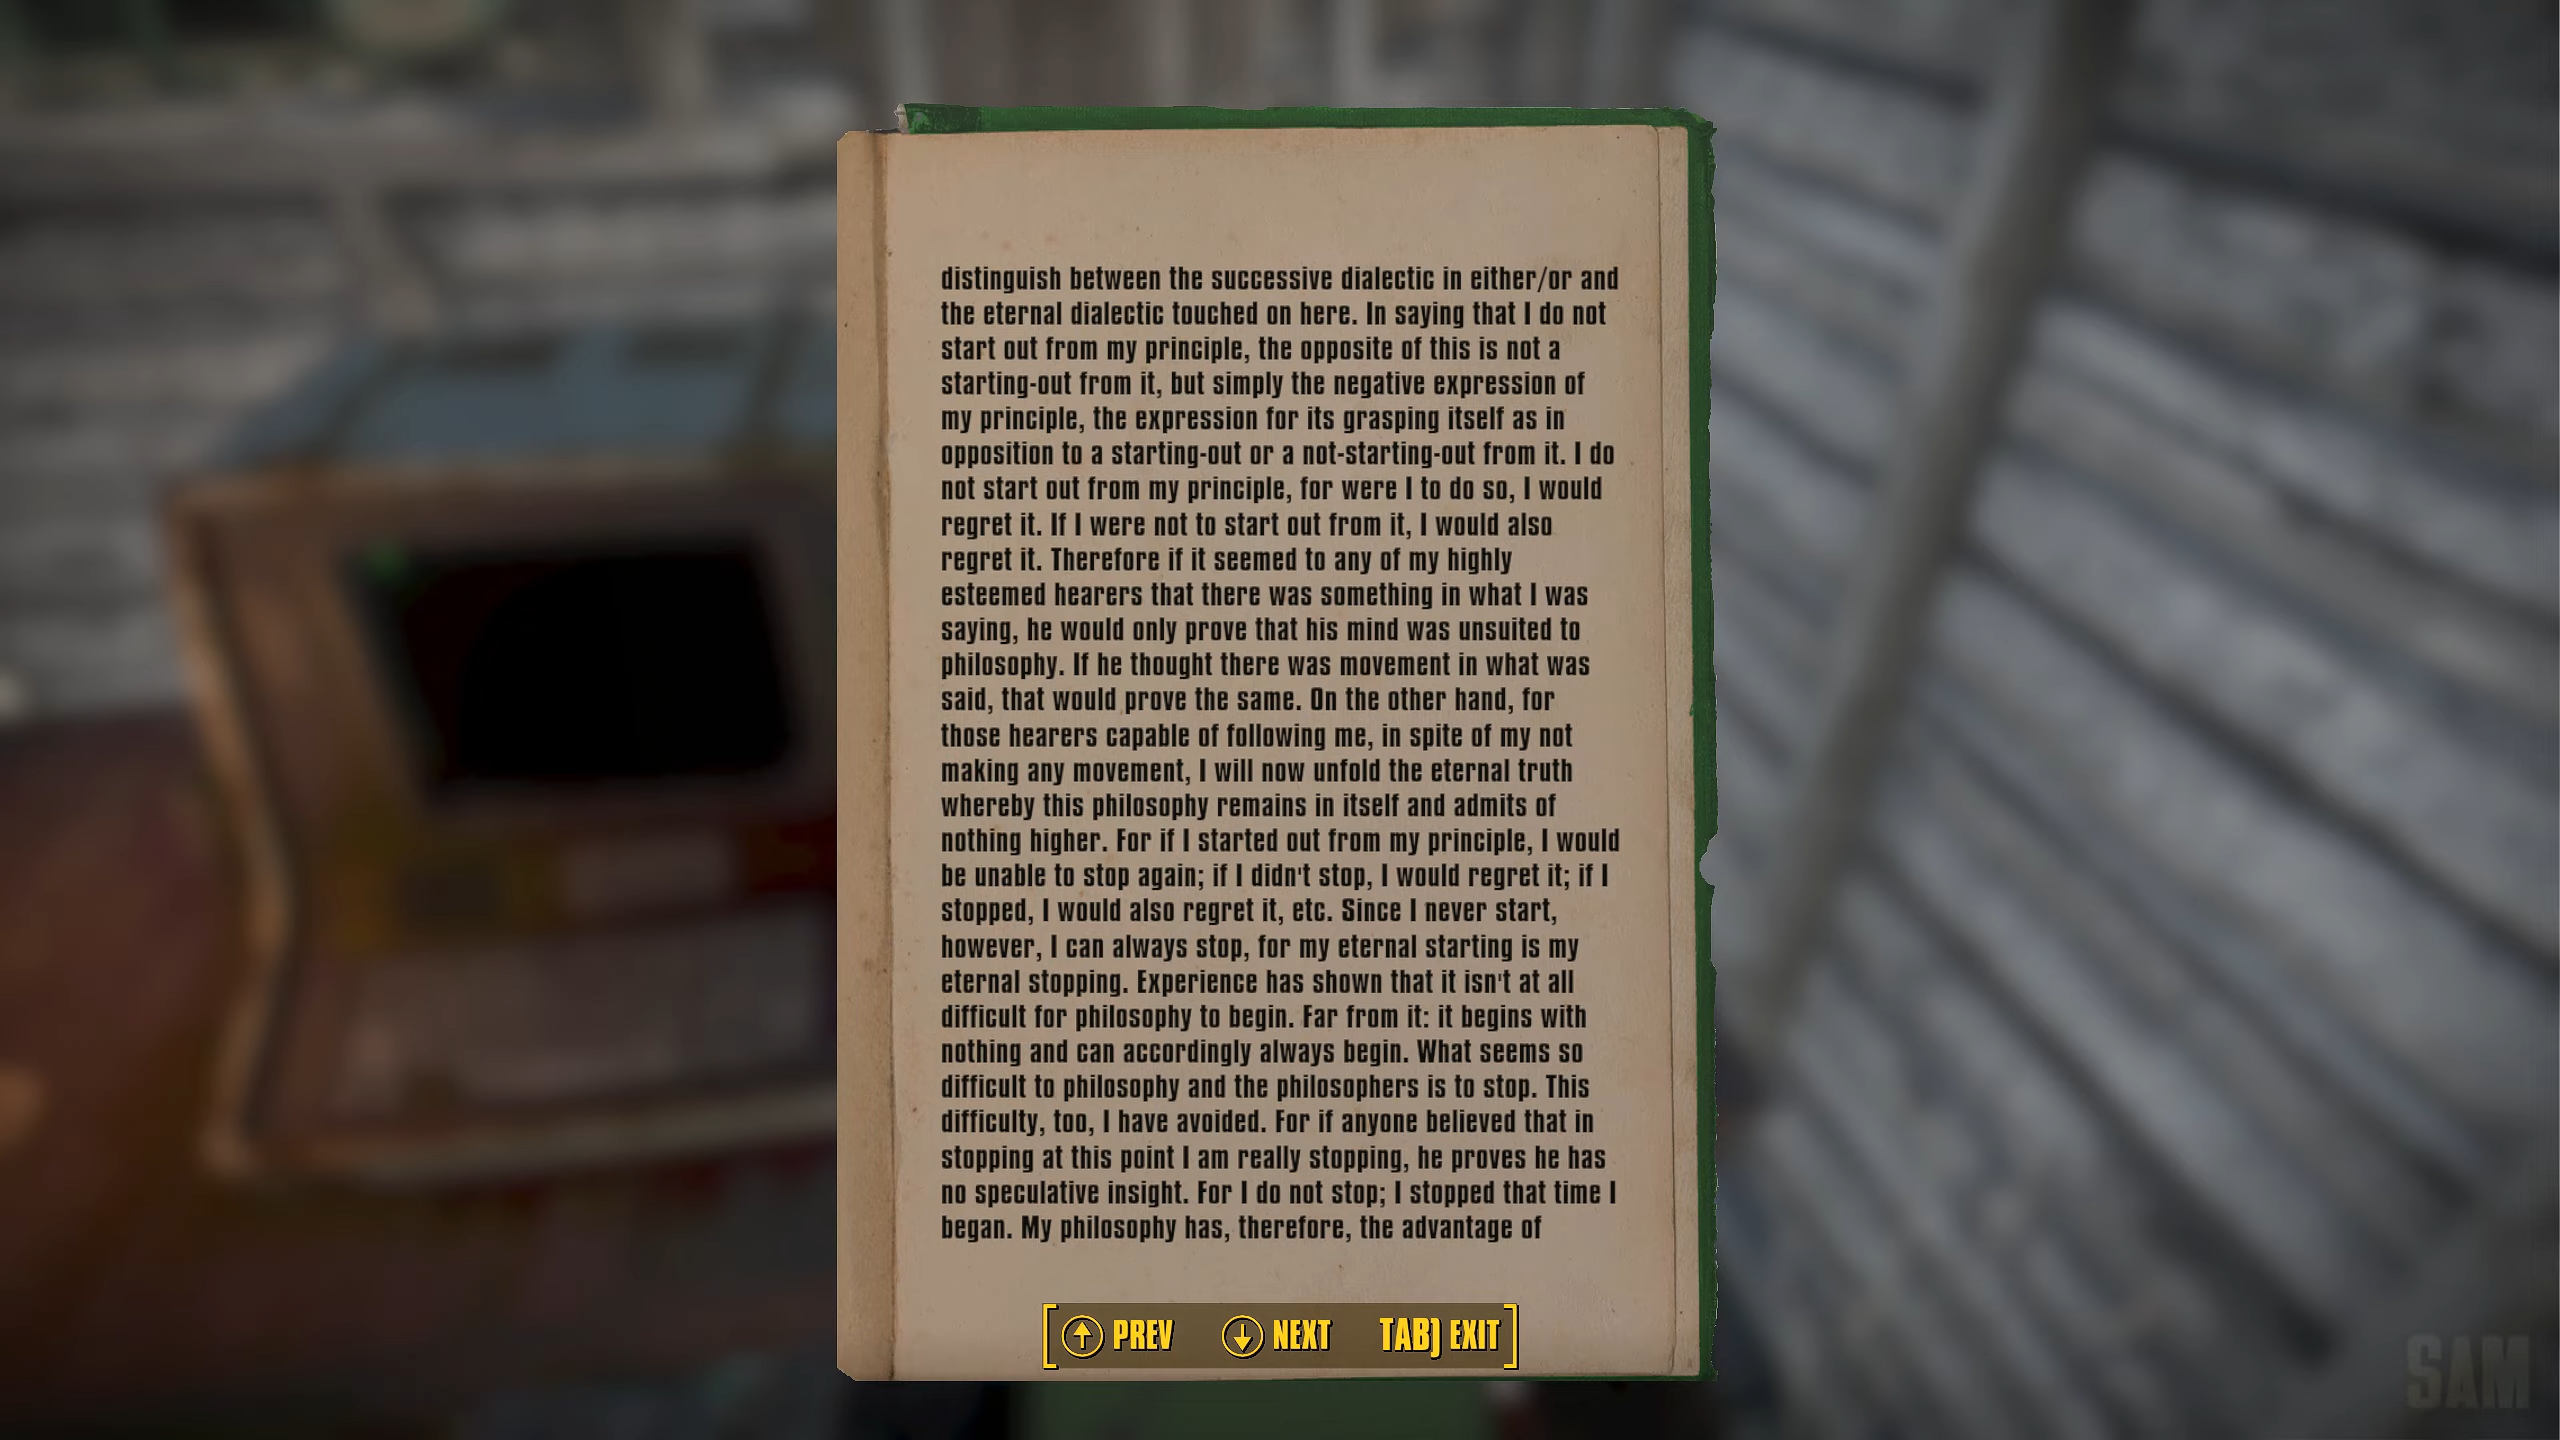 distinguish between the successive dialectic in either/or and
the eternal dialectic touched on here. In saying that I do not
start out from my principle, the opposite of this is not a
starting-out from it, but simply the negative expression of
my principle, the expression for its grasping itself as in
opposition to a starting-out or a not-starting-out from it. I do
not start out from my principle, for were I to do so, I would
regret it. If I were not to start out from it, I would also
regret it. Therefore if it seemed to any of my highly
esteemed hearers that there was something in what I was
saying, he would only prove that his mind was unsuited to
philosophy. If he thought there was movement in what was
said, that would prove the same. On the other hand, for
those hearers capable of following me, in spite of my not
making any movement, I will now unfold the eternal truth
whereby this philosophy remains in itself and admits of
nothing higher. For if I started out from my principle, I would
be unable to stop again; if I didn't stop, I would regret it; if I
stopped, I would also regret it, etc. Since I never start,
however, I can always stop, for my eternal starting is my
eternal stopping. Experience has shown that it isn't at all
difficult for philosophy to begin. Far from it: it begins with
nothing and can accordingly always begin. What seems so
difficult to philosophy and the philosophers is to stop. This
difficulty, too, I have avoided. For if anyone believed that in
stopping at this point I am really stopping, he proves he has
no speculative insight. For I do not stop; I stopped that time I
began. My philosophy has, therefore, the advantage of
PREV NEXT TAB) EXIT
SAM